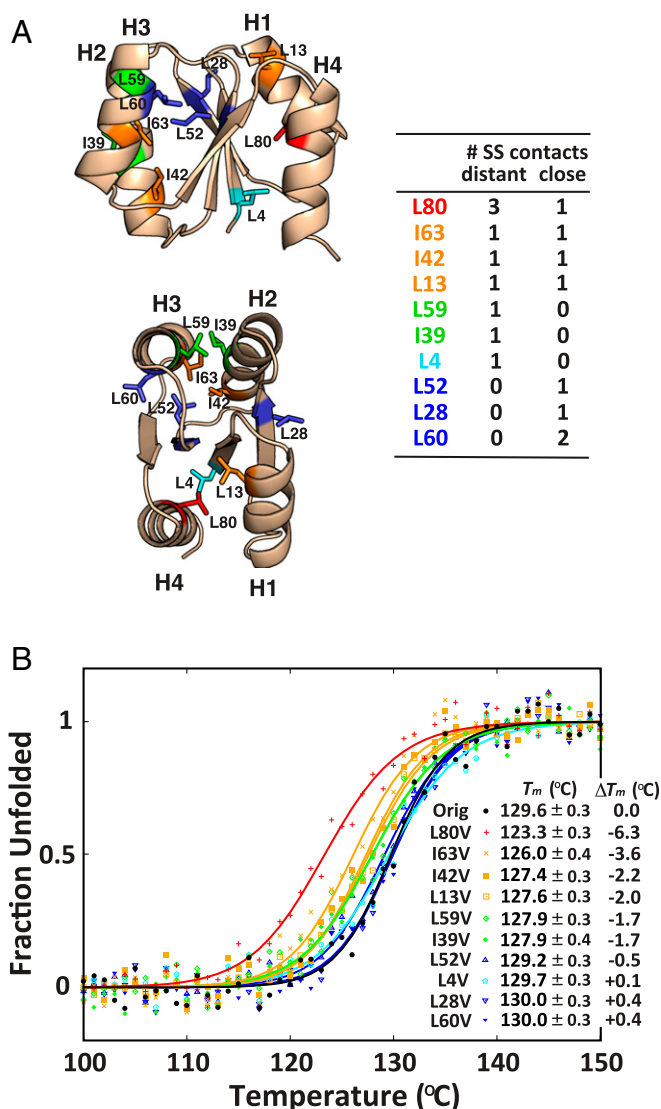 A
H3
H1
H2
L13
L28
H4
L59
L60
I63
L52
L80
I39
I42
L4
# SS contacts
distant close
L80 3 1
I63 1 1
I42 1 1
L13 1 1
L59 1 0
I39 1 0
L4 1 0
L52 0 1
L28 0 1
L60 0 2
H3 H2
L59 I39
I63
L60
I42
L52
L28
L4
L13
L80
H4
H1
B
Fraction Unfolded
1
0.5
0
Tm (ºC) ΔTm (ºC)
Orig 129.6 ± 0.3 0.0
L80V 123.3 ± 0.3 -6.3
I63V 126.0 ± 0.4 -3.6
I42V 127.4 ± 0.3 -2.2
L13V 127.6 ± 0.3 -2.0
L59V 127.9 ± 0.3 -1.7
I39V 127.9 ± 0.4 -1.7
L52V 129.2 ± 0.3 -0.5
L4V 129.7 ± 0.3 +0.1
L28V 130.0 ± 0.3 +0.4
L60V 130.0 ± 0.3 +0.4
100 110 120 130 140 150
Temperature (ºC)